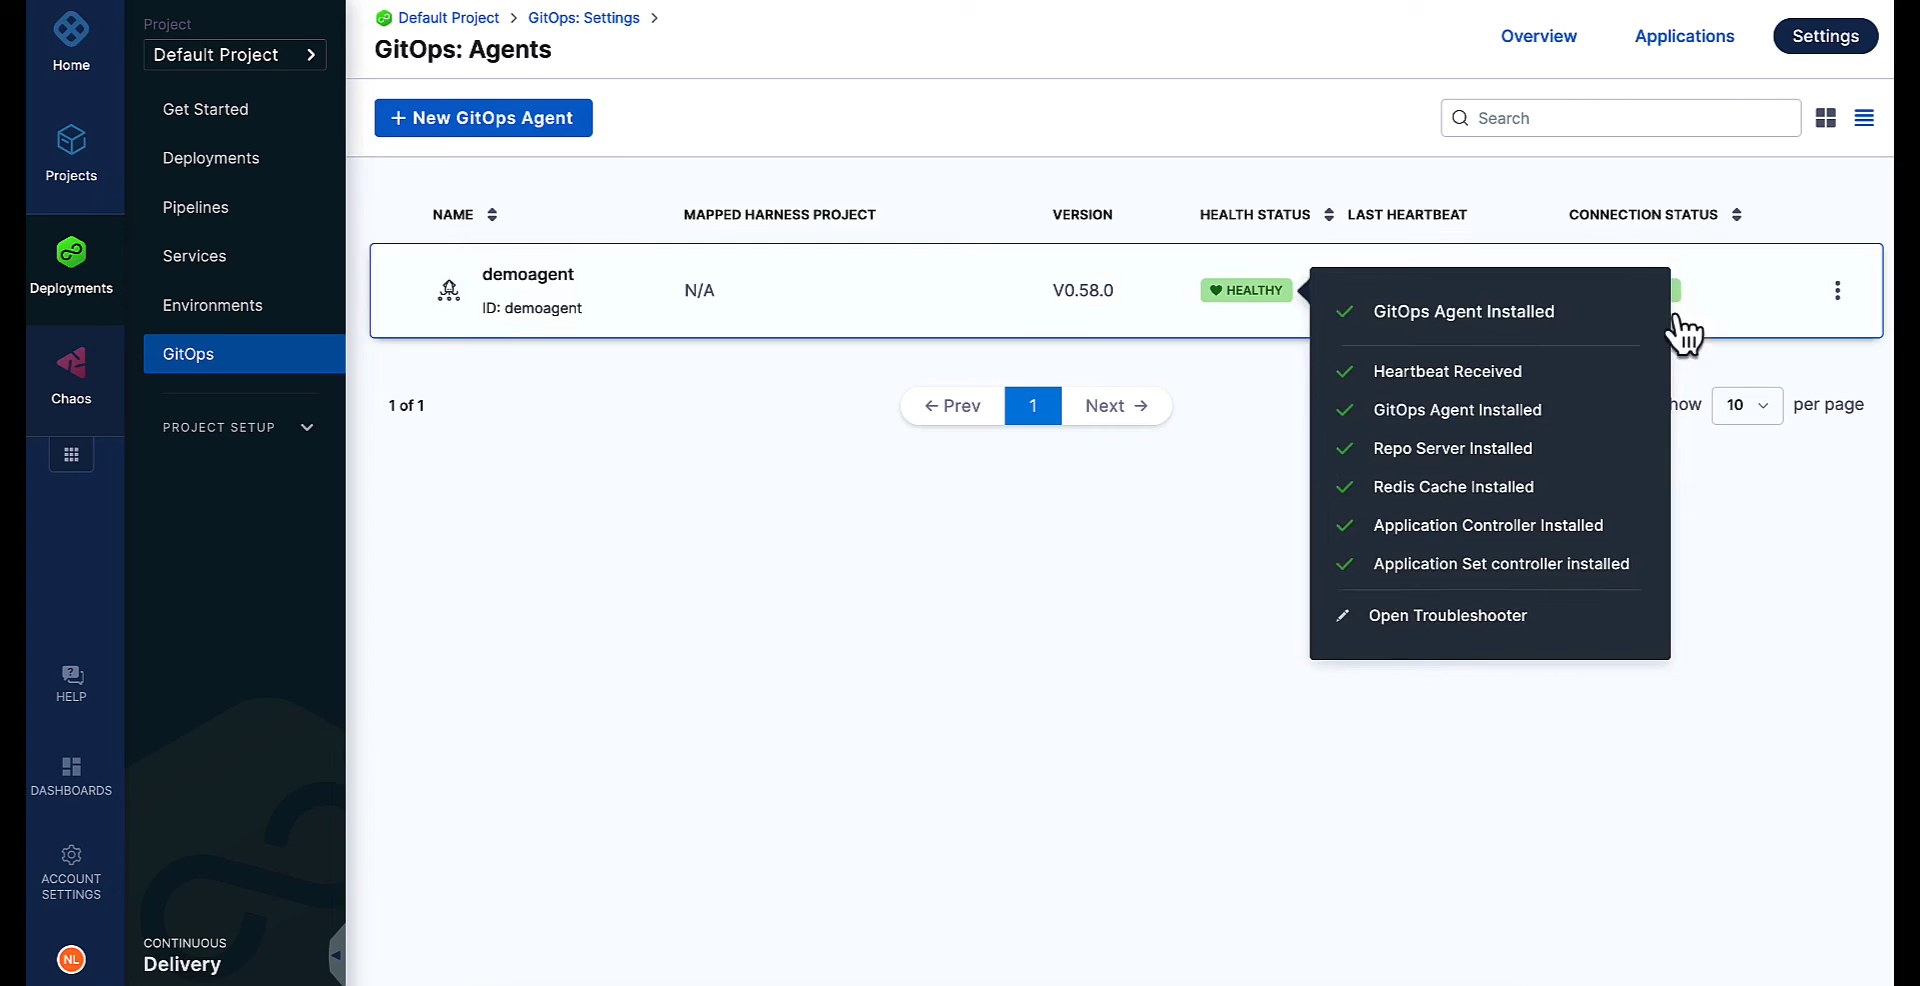 Home
Projects
Deployments
Chaos
HELP
DASHBOARDS
ACCOUNT
SETTINGS
NL
Project
Default Project
Get Started
Deployments
Pipelines
Services
Environments
GitOps
PROJECT SETUP
CONTINUOUS
Delivery
Default Project > GitOps: Settings >
GitOps: Agents
Overview
Applications
Settings
+ New GitOps Agent
Search
NAME
MAPPED HARNESS PROJECT
VERSION
HEALTH STATUS
LAST HEARTBEAT
CONNECTION STATUS
demoagent
ID: demoagent
N/A
V0.58.0
HEALTHY
GitOps Agent Installed
Heartbeat Received
GitOps Agent Installed
Repo Server Installed
Redis Cache Installed
Application Controller Installed
Application Set controller installed
Open Troubleshooter
1 of 1
← Prev
1
Next →
10
per page